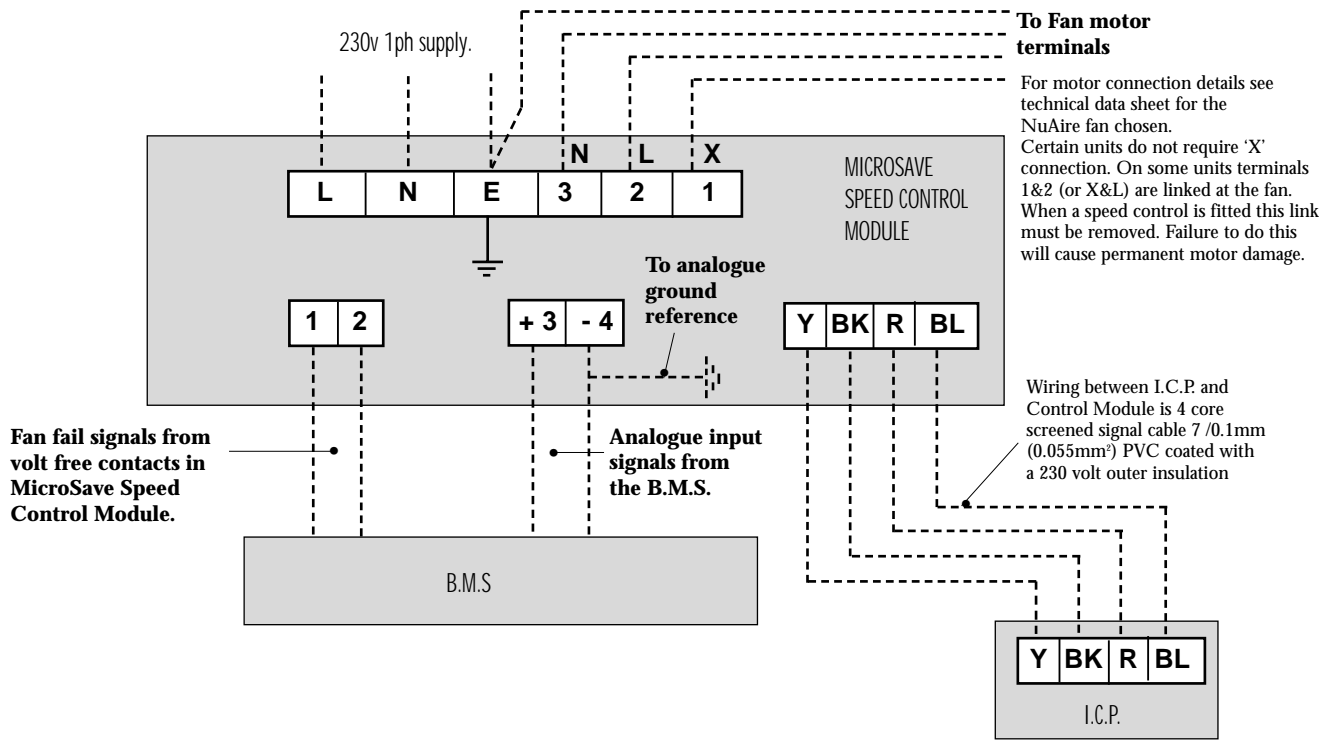 230v 1ph supply.
To Fan motor
terminals
For motor connection details see
technical data sheet for the
NuAire fan chosen.
Certain units do not require ‘X’
connection. On some units terminals
1&2 (or X&L) are linked at the fan.
When a speed control is fitted this link
must be removed. Failure to do this
will cause permanent motor damage.
N L X
L N E 3 2 1
MICROSAVE
SPEED CONTROL
MODULE
To analogue
ground
reference
1 2
+ 3 - 4
Y BK R BL
Wiring between I.C.P. and
Control Module is 4 core
screened signal cable 7 /0.1mm
(0.055mm²) PVC coated with
a 230 volt outer insulation
Fan fail signals from
volt free contacts in
MicroSave Speed
Control Module.
Analogue input
signals from
the B.M.S.
B.M.S
Y BK R BL
I.C.P.